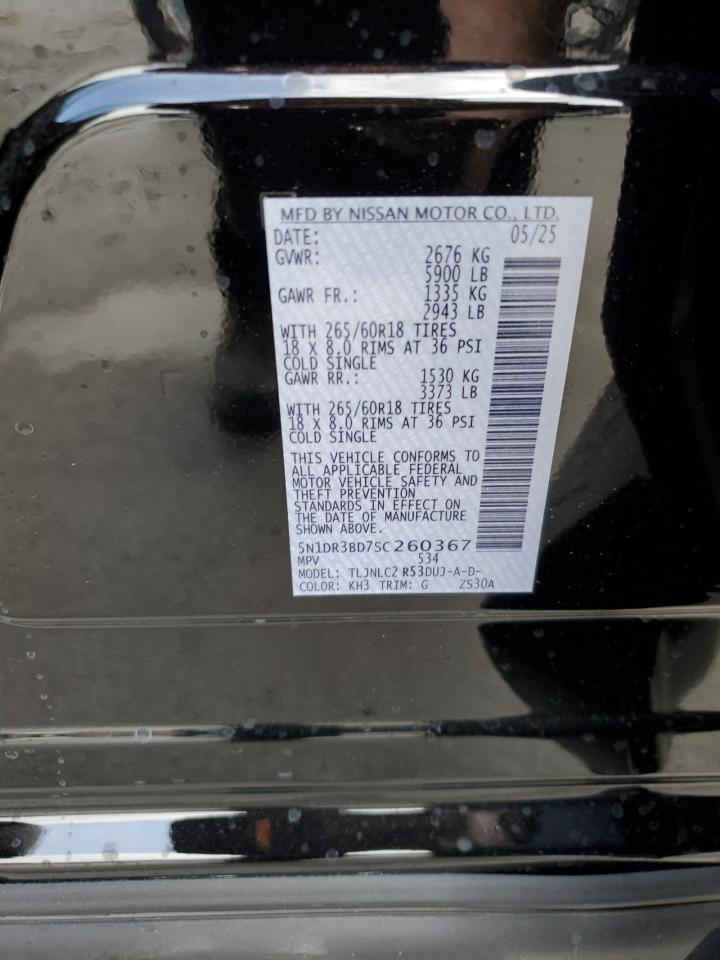 MFD BY NISSAN MOTOR CO., LTD.
DATE: 05/25
GVWR: 2676 KG
5900 LB
GAWR FR.: 1335 KG
2943 LB
WITH 265/60R18 TIRES
18 X 8.0 RIMS AT 36 PSI
COLD SINGLE
GAWR RR.: 1530 KG
3373 LB
WITH 265/60R18 TIRES
18 X 8.0 RIMS AT 36 PSI
COLD SINGLE
THIS VEHICLE CONFORMS TO
ALL APPLICABLE FEDERAL
MOTOR VEHICLE SAFETY AND
THEFT PREVENTION
STANDARDS IN EFFECT ON
THE DATE OF MANUFACTURE
SHOWN ABOVE.
5N1DR3BD7SC260367
MPV 534
MODEL: TLJNLC2 R53DUJ-A-D-
COLOR: KH3 TRIM: G ZS30A